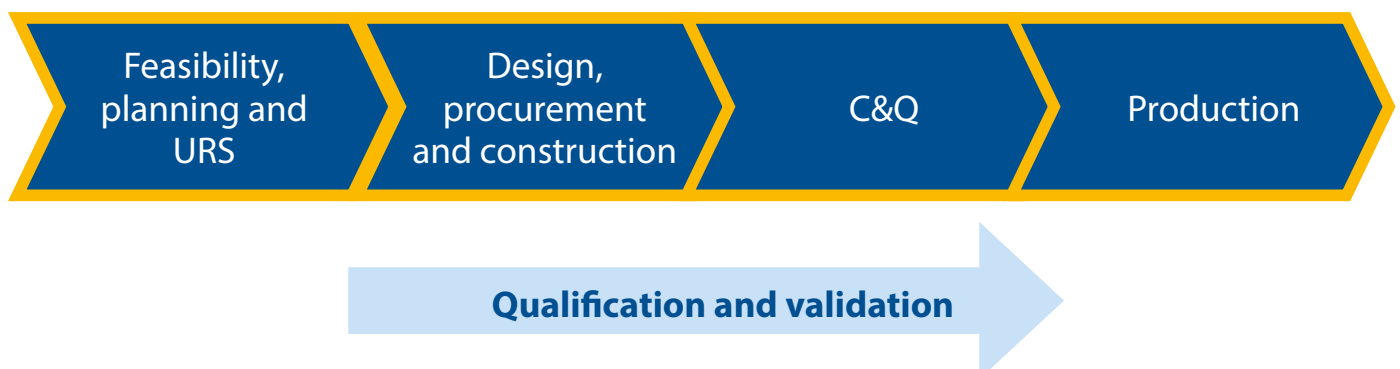 Feasibility,
planning and
URS
Design,
procurement
and construction
C&Q
Production
Qualification and validation